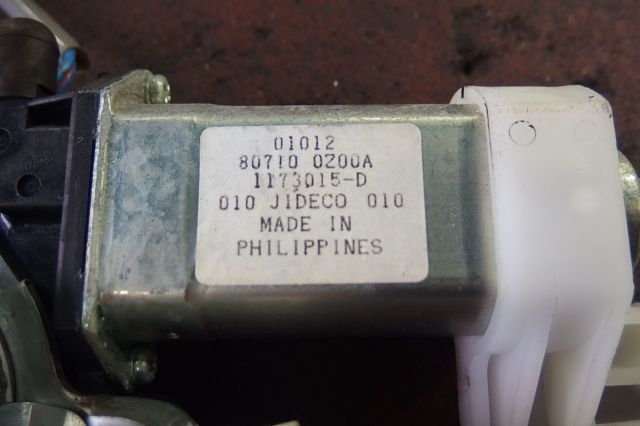 01012
80710 0Z00A
1173015-D
010 JIDECO 010
MADE IN
PHILIPPINES